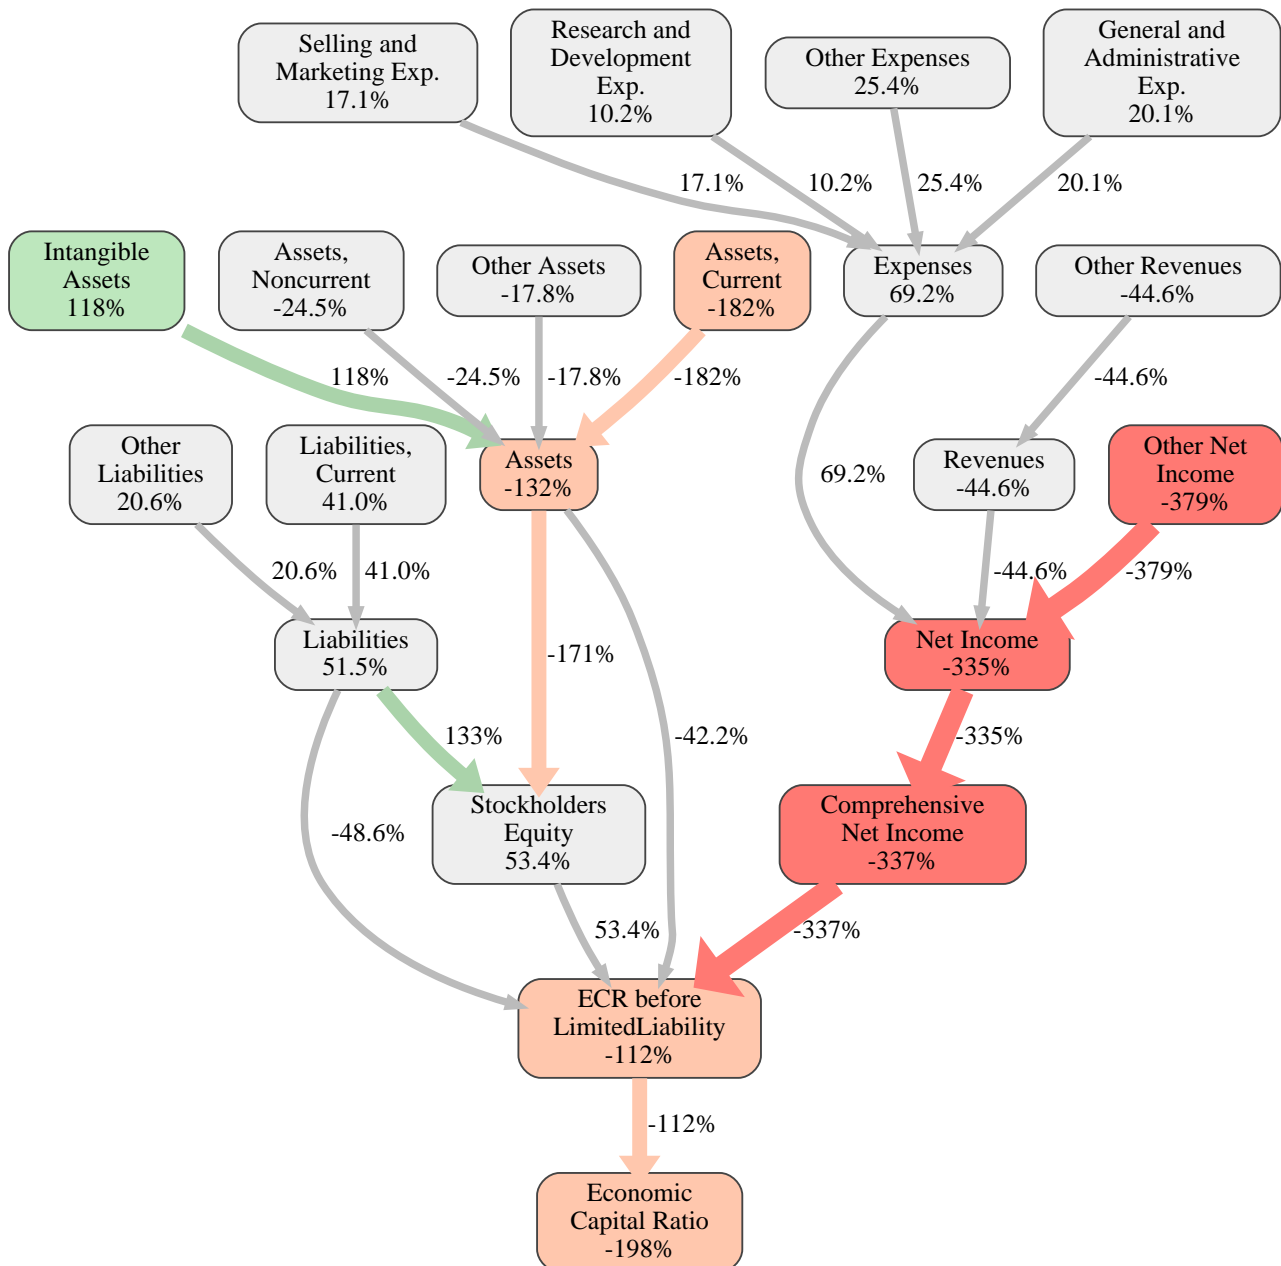 Selling and
Marketing Exp.
17.1%
Research and
Development
Exp.
10.2%
Other Expenses
25.4%
General and
Administrative
Exp.
20.1%
17.1%
10.2%
25.4%
20.1%
Intangible
Assets
118%
Assets,
Noncurrent
-24.5%
Other Assets
-17.8%
Assets,
Current
-182%
Expenses
69.2%
Other Revenues
-44.6%
118%
-24.5%
-17.8%
-182%
-44.6%
Other
Liabilities
20.6%
Liabilities,
Current
41.0%
Assets
-132%
69.2%
Revenues
-44.6%
Other Net
Income
-379%
20.6%
41.0%
-44.6%
-379%
Liabilities
51.5%
-171%
Net Income
-335%
133%
-42.2%
-335%
-48.6%
Stockholders
Equity
53.4%
Comprehensive
Net Income
-337%
53.4%
-337%
ECR before
LimitedLiability
-112%
-112%
Economic
Capital Ratio
-198%